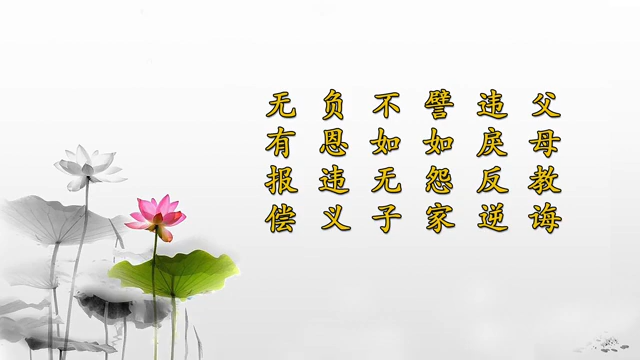 父母教诲
违戾反逆
譬如怨家
不如无子
负恩违义
无有报偿